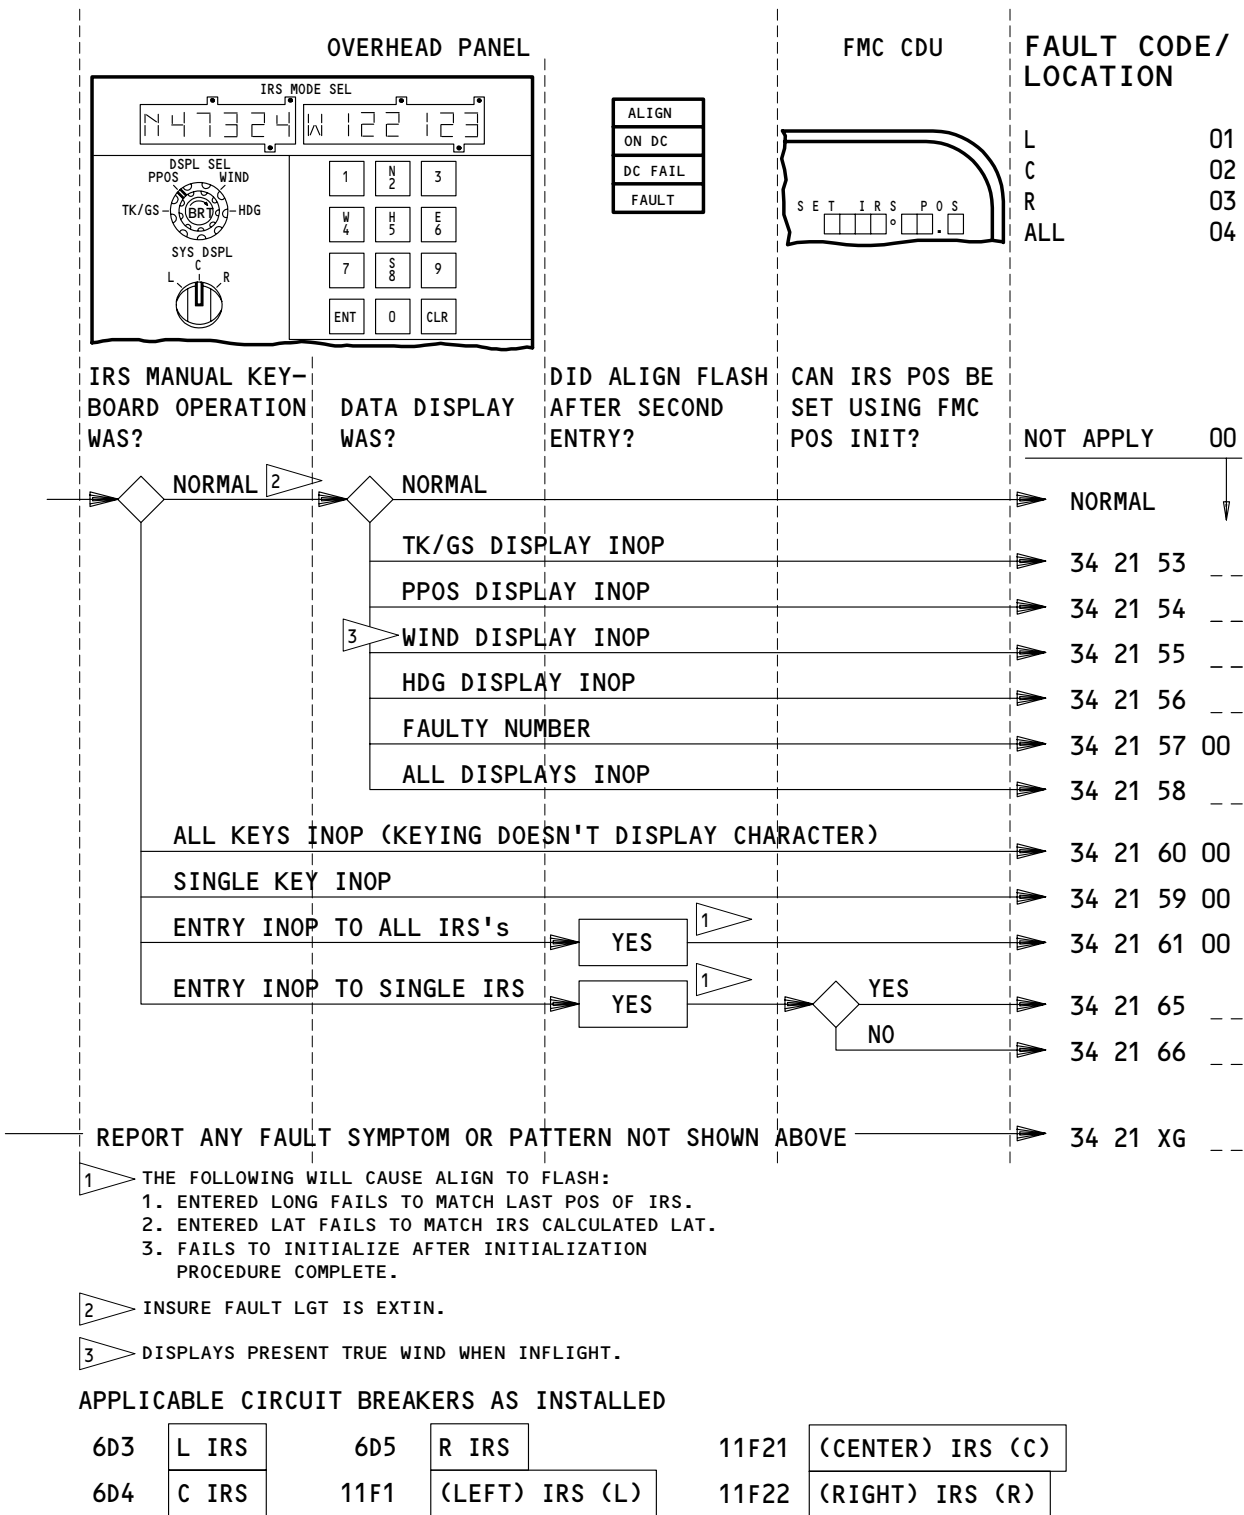 OVERHEAD PANEL
FMC CDU
FAULT CODE/
LOCATION
IRS MODE SEL
N47324 W 122 123
DSPL SEL
PPOS WIND
TK/GS BRT HDG
SYS DSPL
C
L R
1 N 2 3
W 4 H 5 E 6
7 S 8 9
ENT 0 CLR
ALIGN
ON DC
DC FAIL
FAULT
SET IRS POS
L 01
C 02
R 03
ALL 04
IRS MANUAL KEY-
BOARD OPERATION
WAS?
DATA DISPLAY
WAS?
DID ALIGN FLASH
AFTER SECOND
ENTRY?
CAN IRS POS BE
SET USING FMC
POS INIT?
NOT APPLY 00
NORMAL 2 NORMAL NORMAL
TK/GS DISPLAY INOP 34 21 53 _ _
PPOS DISPLAY INOP 34 21 54 _ _
3 WIND DISPLAY INOP 34 21 55 _ _
HDG DISPLAY INOP 34 21 56 _ _
FAULTY NUMBER 34 21 57 00
ALL DISPLAYS INOP 34 21 58 _ _
ALL KEYS INOP (KEYING DOESN'T DISPLAY CHARACTER) 34 21 60 00
SINGLE KEY INOP 34 21 59 00
ENTRY INOP TO ALL IRS's YES 1 34 21 61 00
ENTRY INOP TO SINGLE IRS YES 1 YES 34 21 65 _ _
NO 34 21 66 _ _
REPORT ANY FAULT SYMPTOM OR PATTERN NOT SHOWN ABOVE 34 21 XG _ _
1 THE FOLLOWING WILL CAUSE ALIGN TO FLASH:
1. ENTERED LONG FAILS TO MATCH LAST POS OF IRS.
2. ENTERED LAT FAILS TO MATCH IRS CALCULATED LAT.
3. FAILS TO INITIALIZE AFTER INITIALIZATION
PROCEDURE COMPLETE.
2 INSURE FAULT LGT IS EXTIN.
3 DISPLAYS PRESENT TRUE WIND WHEN INFLIGHT.
APPLICABLE CIRCUIT BREAKERS AS INSTALLED
6D3 L IRS 6D5 R IRS 11F21 (CENTER) IRS (C)
6D4 C IRS 11F1 (LEFT) IRS (L) 11F22 (RIGHT) IRS (R)